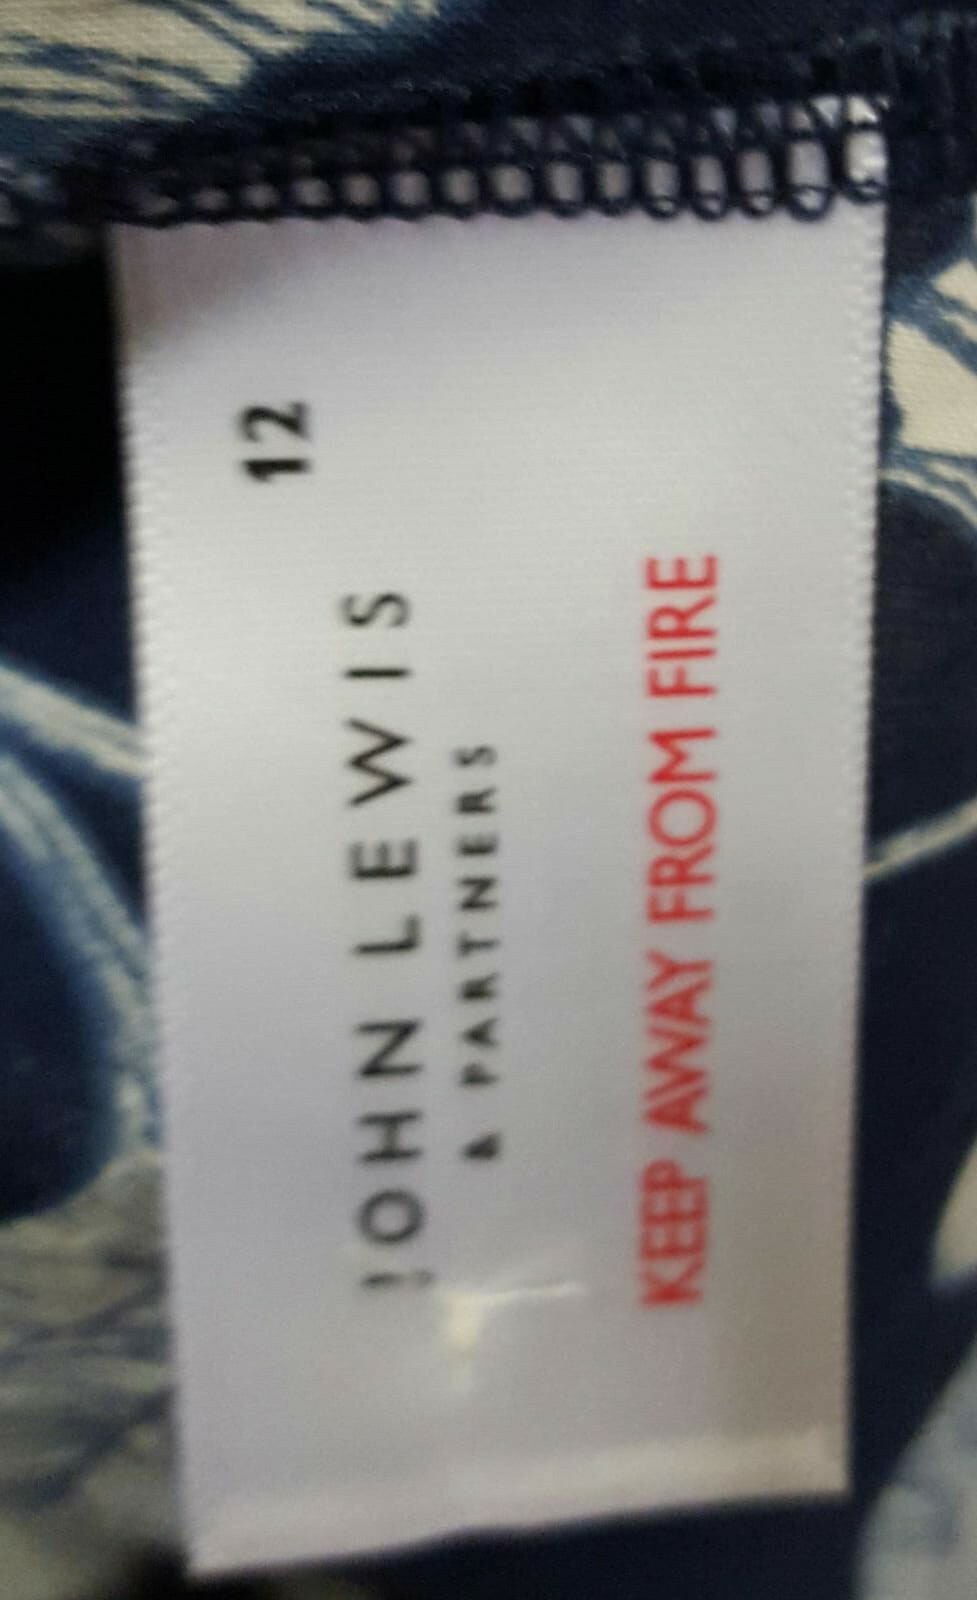 12
JOHN LEWIS
& PARTNERS
KEEP AWAY FROM FIRE